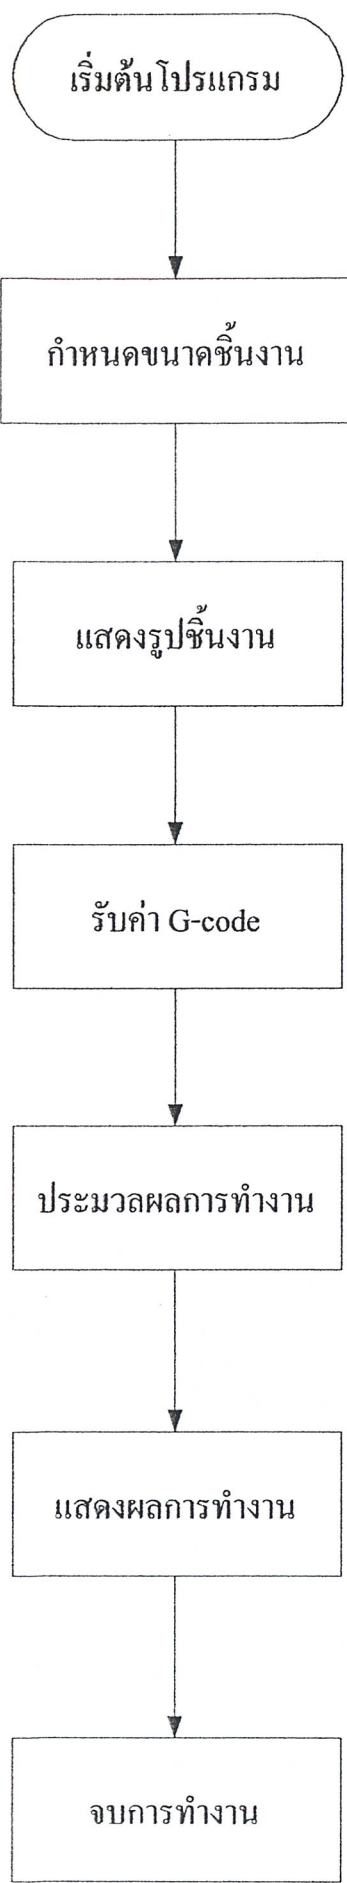 เริ่มต้นโปรแกรม
กำหนดขนาดชิ้นงาน
แสดงรูปชิ้นงาน
รับค่า G-code
ประมวลผลการทำงาน
แสดงผลการทำงาน
จบการทำงาน